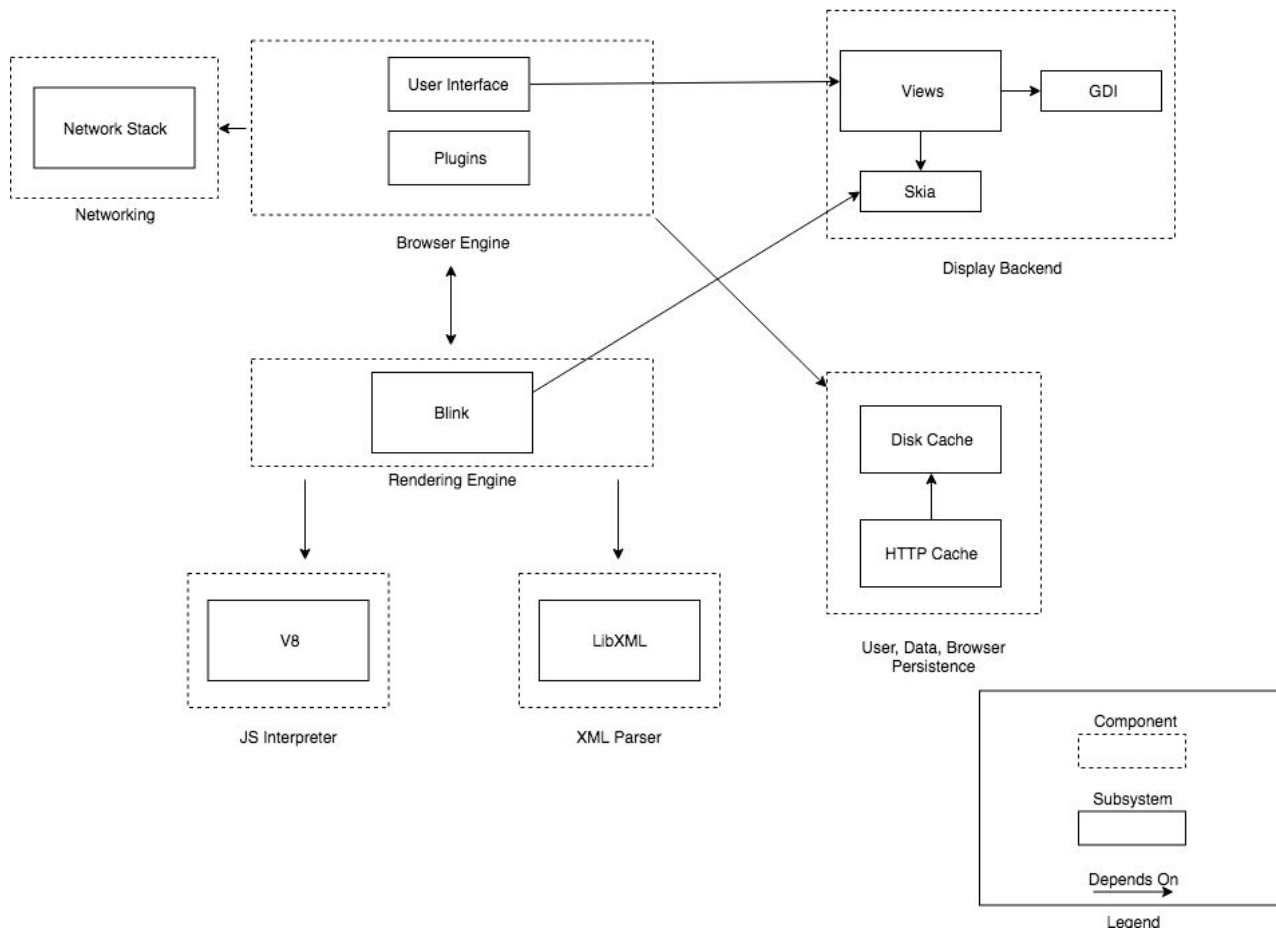 User Interface
Plugins
Browser Engine
Network Stack
Networking
Views
GDI
Skia
Display Backend
Blink
Rendering Engine
Disk Cache
HTTP Cache
User, Data, Browser
Persistence
V8
JS Interpreter
LibXML
XML Parser
Component
Subsystem
Depends On
Legend